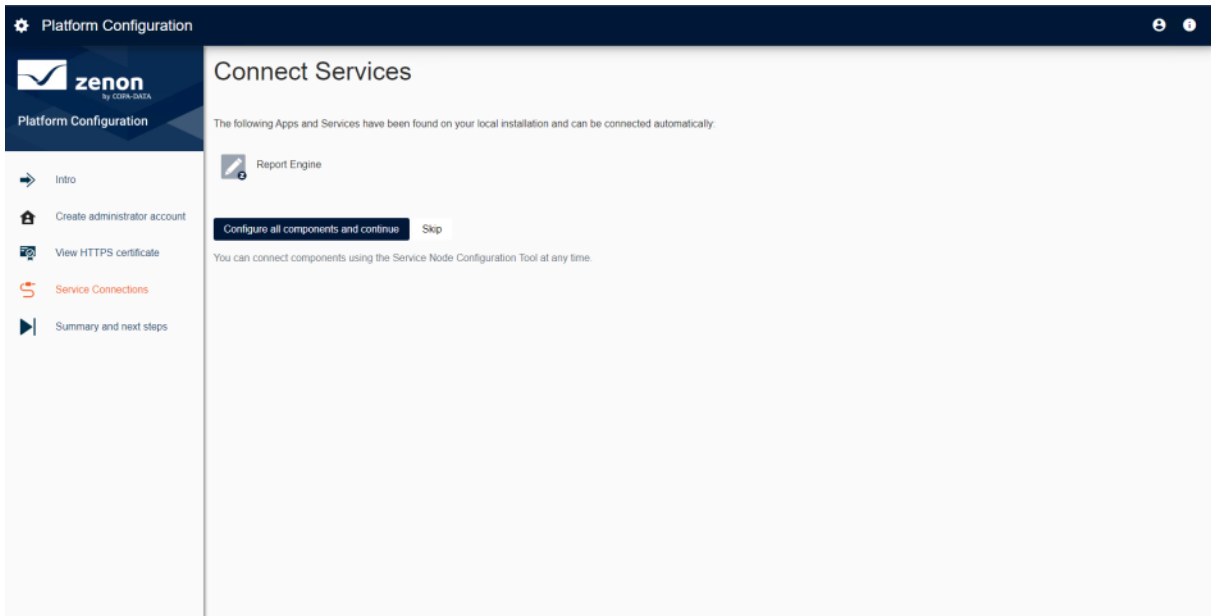 Platform Configuration
zenon
by COPA-DATA
Platform Configuration
Intro
Create administrator account
View HTTPS certificate
Service Connections
Summary and next steps
Connect Services
The following Apps and Services have been found on your local installation and can be connected automatically:
Report Engine
Configure all components and continue Skip
You can connect components using the Service Node Configuration Tool at any time.